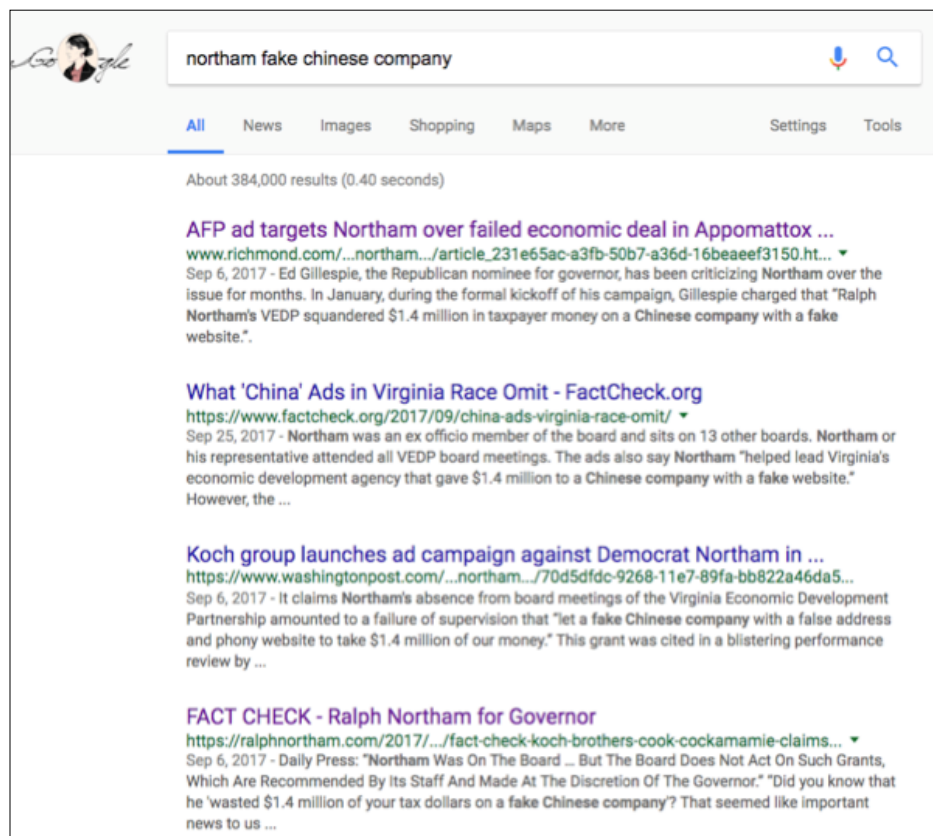 Go gle
northam fake chinese company
All News Images Shopping Maps More Settings Tools
About 384,000 results (0.40 seconds)
AFP ad targets Northam over failed economic deal in Appomattox ...
www.richmond.com/...northam.../article_231e65ac-a3fb-50b7-a36d-16beaeef3150.ht...
Sep 6, 2017 - Ed Gillespie, the Republican nominee for governor, has been criticizing Northam over the
issue for months. In January, during the formal kickoff of his campaign, Gillespie charged that “Ralph
Northam's VEDP squandered $1.4 million in taxpayer money on a Chinese company with a fake
website.”.
What 'China' Ads in Virginia Race Omit - FactCheck.org
https://www.factcheck.org/2017/09/china-ads-virginia-race-omit/
Sep 25, 2017 - Northam was an ex officio member of the board and sits on 13 other boards. Northam or
his representative attended all VEDP board meetings. The ads also say Northam “helped lead Virginia's
economic development agency that gave $1.4 million to a Chinese company with a fake website.”
However, the ...
Koch group launches ad campaign against Democrat Northam in ...
https://www.washingtonpost.com/...northam.../70d5dfdc-9268-11e7-89fa-bb822a46da5...
Sep 6, 2017 - It claims Northam's absence from board meetings of the Virginia Economic Development
Partnership amounted to a failure of supervision that “let a fake Chinese company with a false address
and phony website to take $1.4 million of our money.” This grant was cited in a blistering performance
review by ...
FACT CHECK - Ralph Northam for Governor
https://ralphnortham.com/2017/.../fact-check-koch-brothers-cook-cockamamie-claims...
Sep 6, 2017 - Daily Press: “Northam Was On The Board ... But The Board Does Not Act On Such Grants,
Which Are Recommended By Its Staff And Made At The Discretion Of The Governor.” “Did you know that
he 'wasted $1.4 million of your tax dollars on a fake Chinese company'? That seemed like important
news to us ...